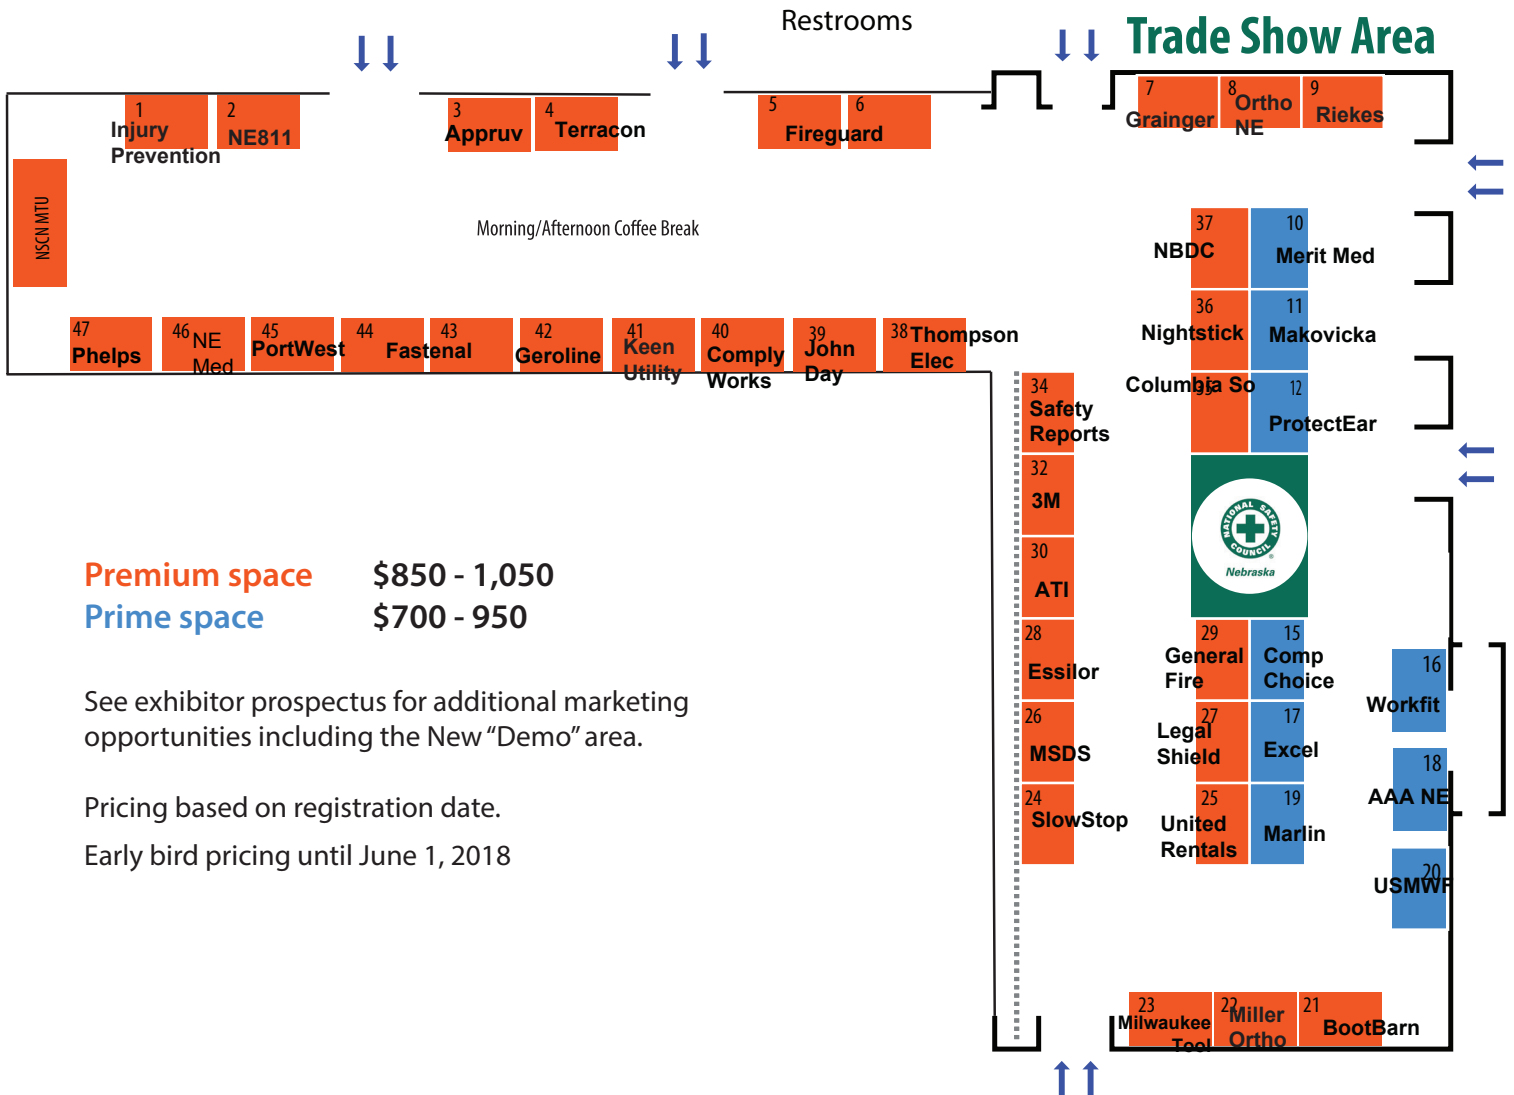 Restrooms
Trade Show Area
1
Injury
Prevention
2
NE811
3
Appruv
4
Terracon
5
6
Fireguard
7
Grainger
8
Ortho
NE
9
Riekes
NSCN MTU
Morning/Afternoon Coffee Break
37
NBDC
10
Merit Med
36
Nightstick
11
Makovicka
Columbia So
35
12
ProtectEar
47
Phelps
46
NE
Med
45
PortWest
44
43
Fastenal
42
Geroline
41
Keen
Utility
40
Comply
Works
39
John
Day
38
Thompson
Elec
34
Safety
Reports
32
3M
30
ATI
28
Essilor
26
MSDS
24
SlowStop
NATIONAL SAFETY
COUNCIL
®
Nebraska
29
General
Fire
15
Comp
Choice
27
Legal
Shield
17
Excel
25
United
Rentals
19
Marlin
16
Workfit
18
AAA NE
20
USMWF
23
Milwaukee
Tool
22
Miller
Ortho
21
BootBarn
Premium space $850 - 1,050
Prime space $700 - 950
See exhibitor prospectus for additional marketing
opportunities including the New “Demo” area.
Pricing based on registration date.
Early bird pricing until June 1, 2018